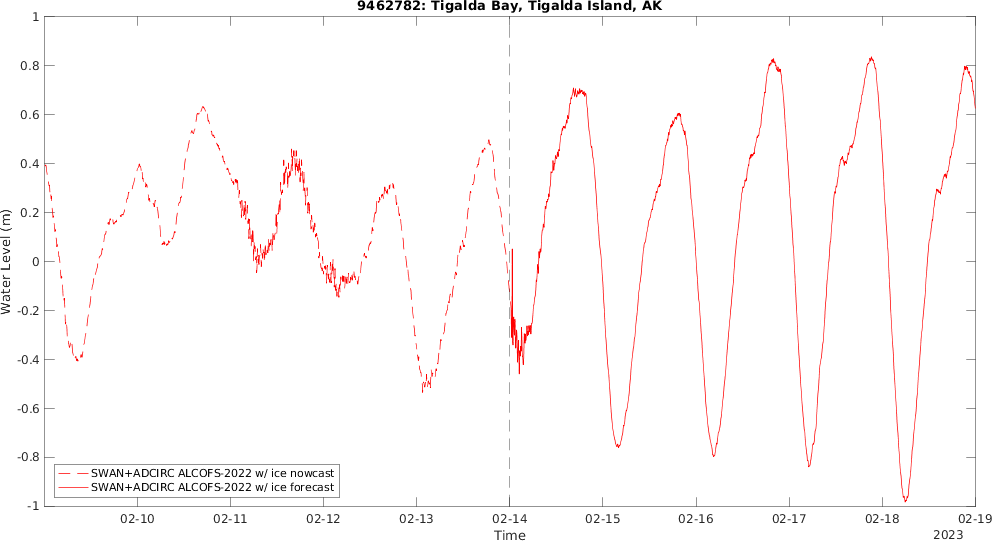 9462782: Tigalda Bay, Tigalda Island, AK
1
0.8
0.6
0.4
0.2
0
-0.2
-0.4
-0.6
-0.8
-1
Water Level (m)
SWAN+ADCIRC ALCOFS-2022 w/ ice nowcast
SWAN+ADCIRC ALCOFS-2022 w/ ice forecast
02-10 02-11 02-12 02-13 02-14 02-15 02-16 02-17 02-18 02-19
Time
2023